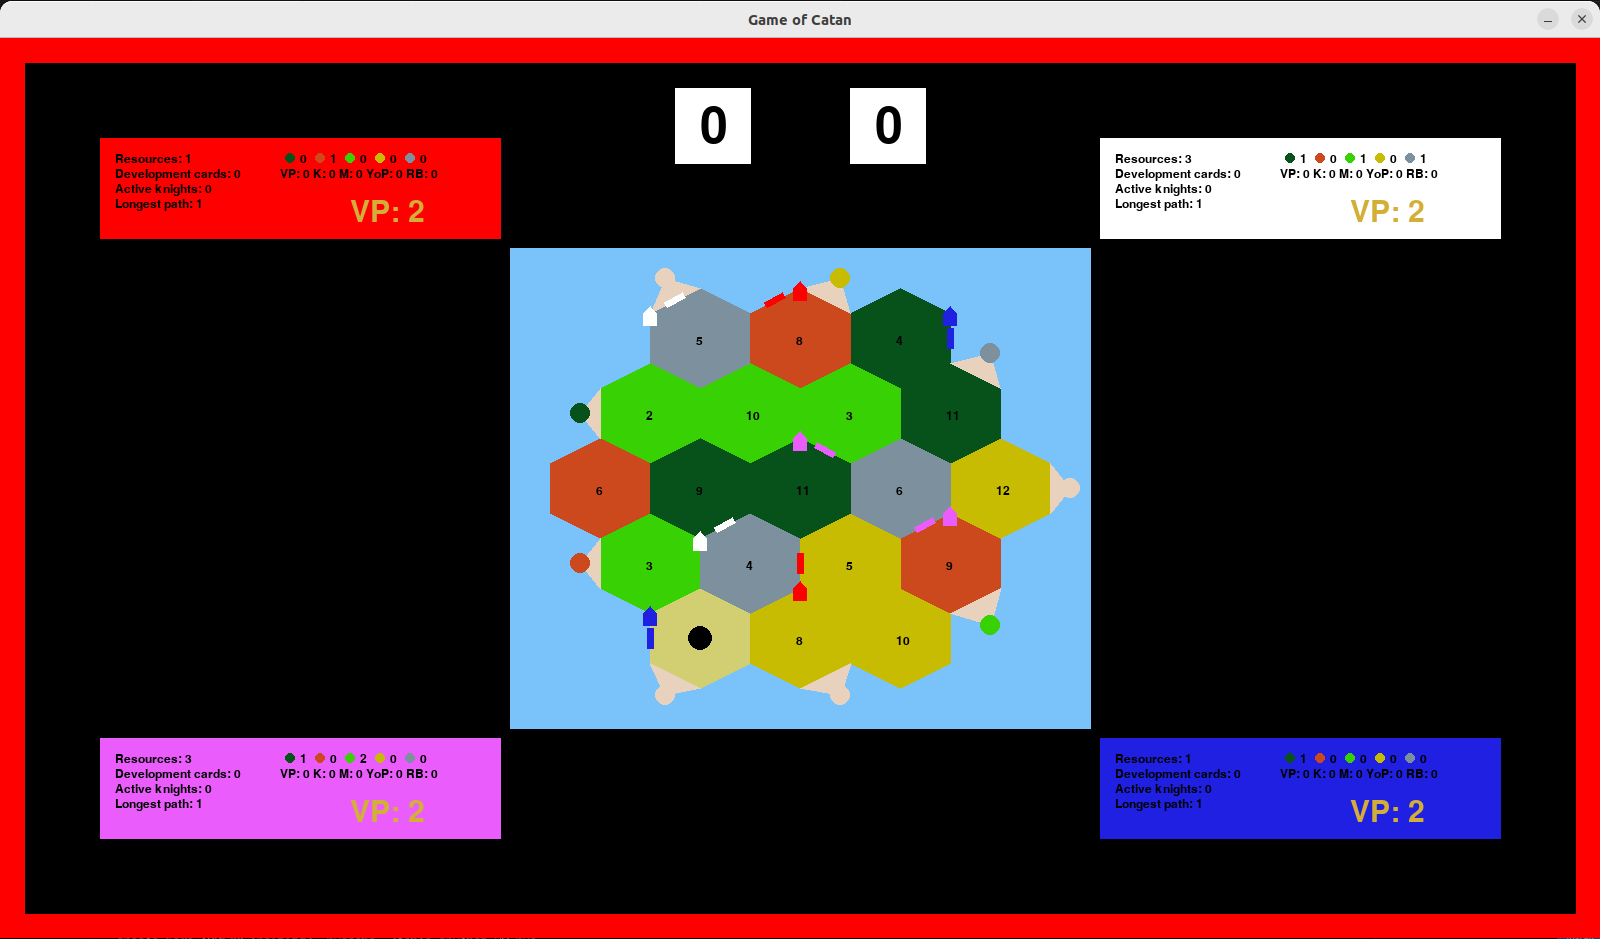 Game of Catan
0 0
Resources: 1 0 1 0 0 0
Development cards: 0 VP: 0 K: 0 M: 0 YoP: 0 RB: 0
Active knights: 0
Longest path: 1
VP: 2
Resources: 3 1 0 1 0 1
Development cards: 0 VP: 0 K: 0 M: 0 YoP: 0 RB: 0
Active knights: 0
Longest path: 1
VP: 2
5 8 4
2 10 3 11
6 9 11 6 12
3 4 5 9
8 10
Resources: 3 1 0 2 0 0
Development cards: 0 VP: 0 K: 0 M: 0 YoP: 0 RB: 0
Active knights: 0
Longest path: 1
VP: 2
Resources: 1 1 0 0 0 0
Development cards: 0 VP: 0 K: 0 M: 0 YoP: 0 RB: 0
Active knights: 0
Longest path: 1
VP: 2